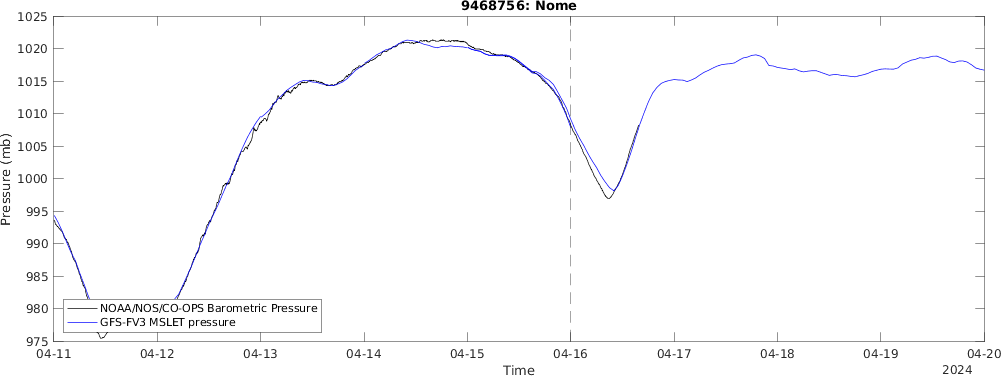 9468756: Nome
1025
1020
1015
1010
1005
1000
995
990
985
980
975
Pressure (mb)
NOAA/NOS/CO-OPS Barometric Pressure
GFS-FV3 MSLET pressure
04-11 04-12 04-13 04-14 04-15 04-16 04-17 04-18 04-19 04-20
Time
2024